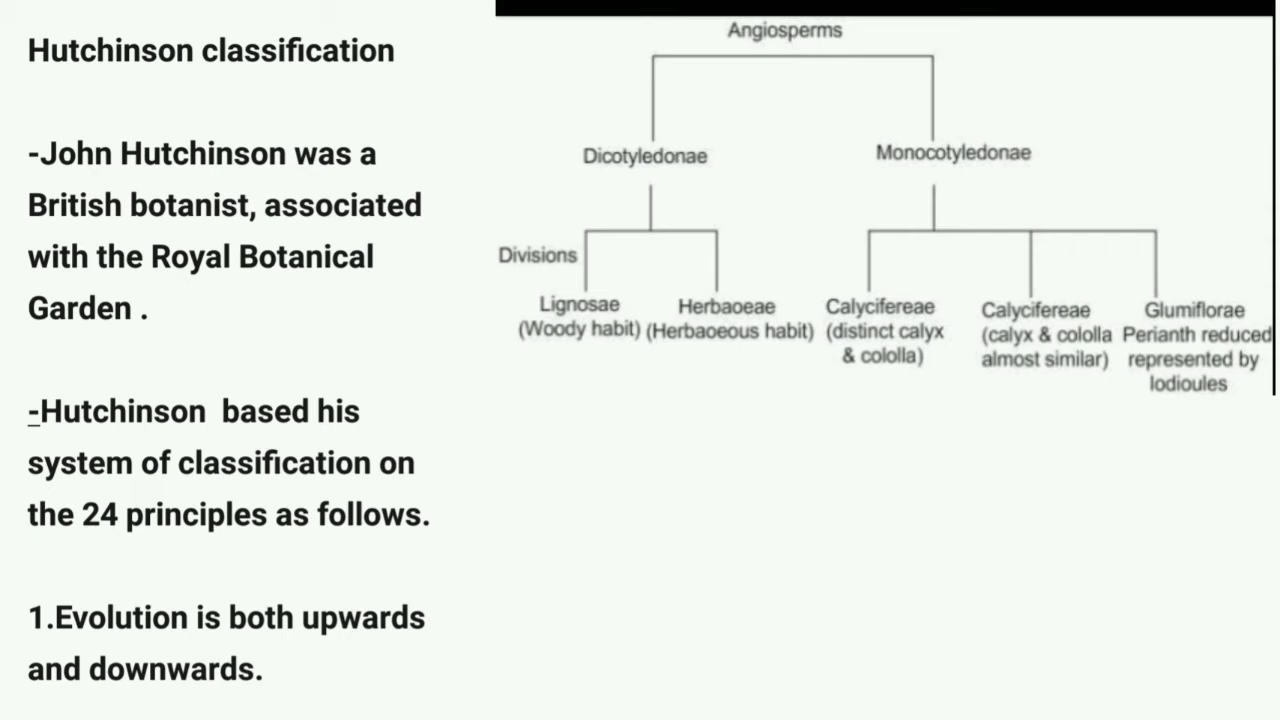 Hutchinson classification
-John Hutchinson was a
British botanist, associated
with the Royal Botanical
Garden .
-Hutchinson  based his
system of classification on
the 24 principles as follows.
1.Evolution is both upwards
and downwards.
Angiosperms
Dicotyledonae
Monocotyledonae
Divisions
Lignosae
(Woody habit)
Herbaoeae
(Herbaoeous habit)
Calycifereae
(distinct calyx
& cololla)
Calycifereae
(calyx & cololla
almost similar)
Glumiflorae
Perianth reduced
represented by
lodioules